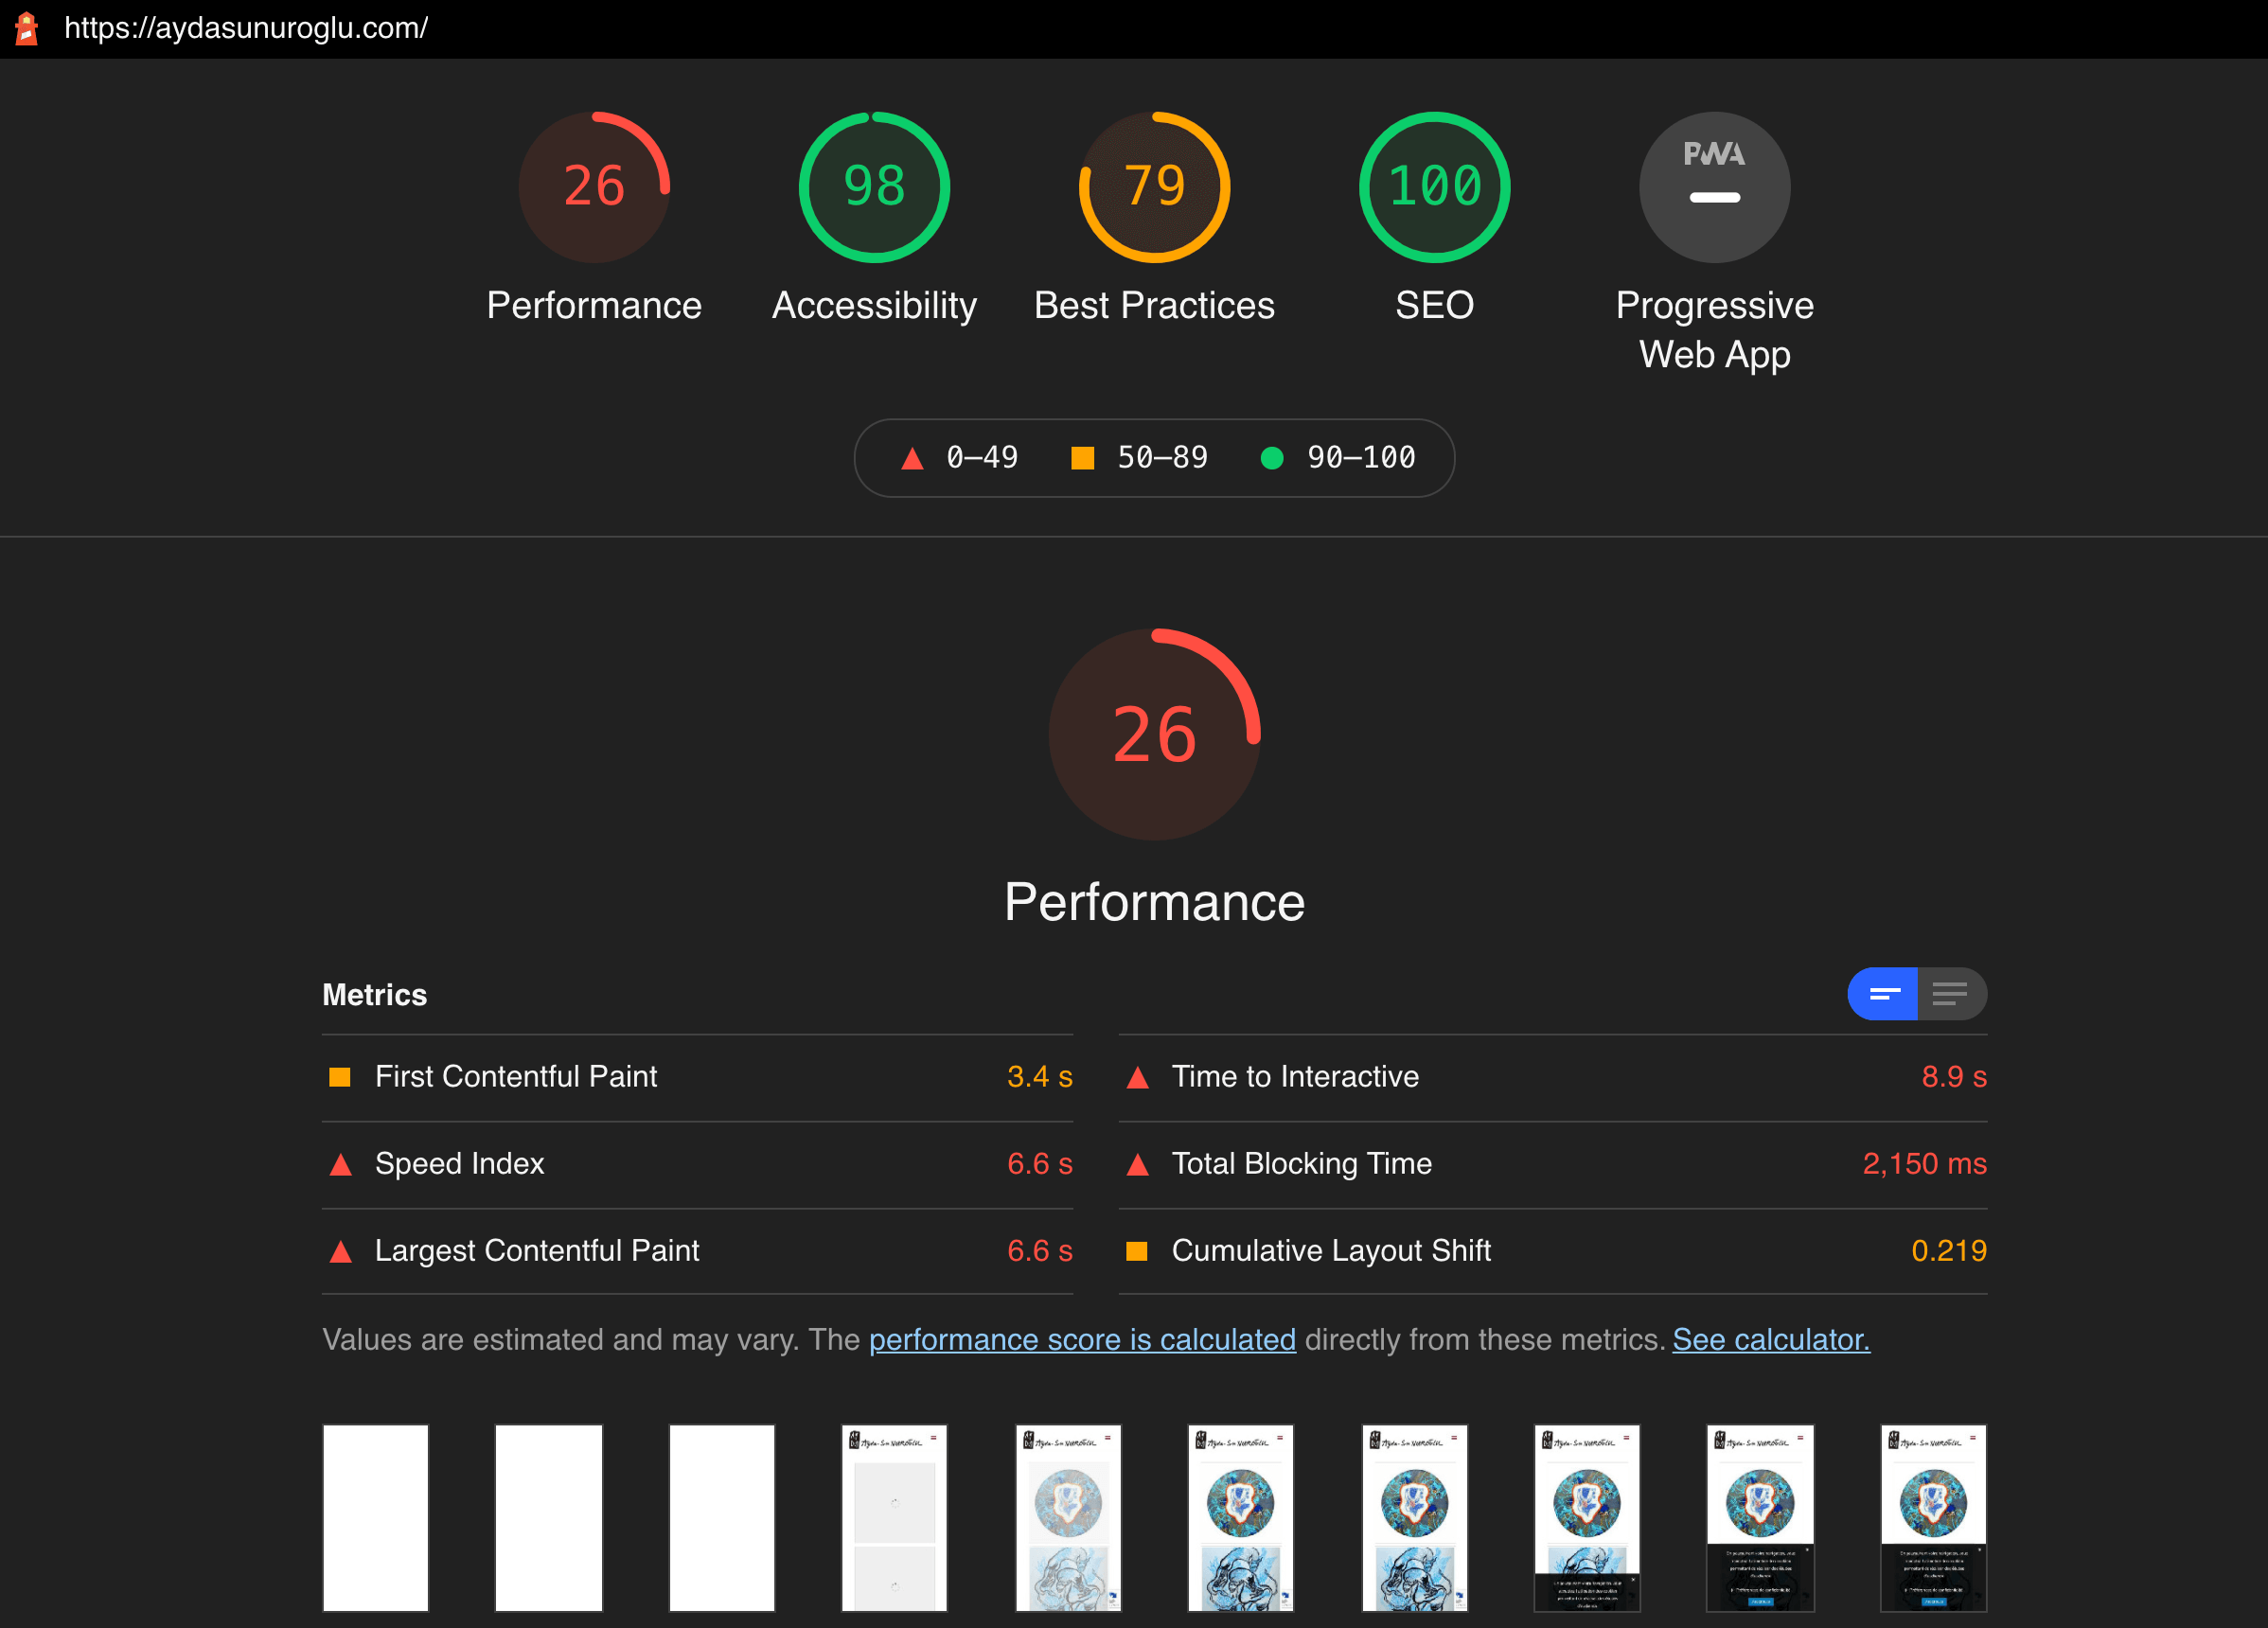 https://aydasunuroglu.com/
26
98
79
100
PWA
Performance
Accessibility
Best Practices
SEO
Progressive
Web App
0–49
50–89
90–100
26
Performance
Metrics
First Contentful Paint
3.4 s
Time to Interactive
8.9 s
Speed Index
6.6 s
Total Blocking Time
2,150 ms
Largest Contentful Paint
6.6 s
Cumulative Layout Shift
0.219
Values are estimated and may vary. The performance score is calculated directly from these metrics. See calculator.